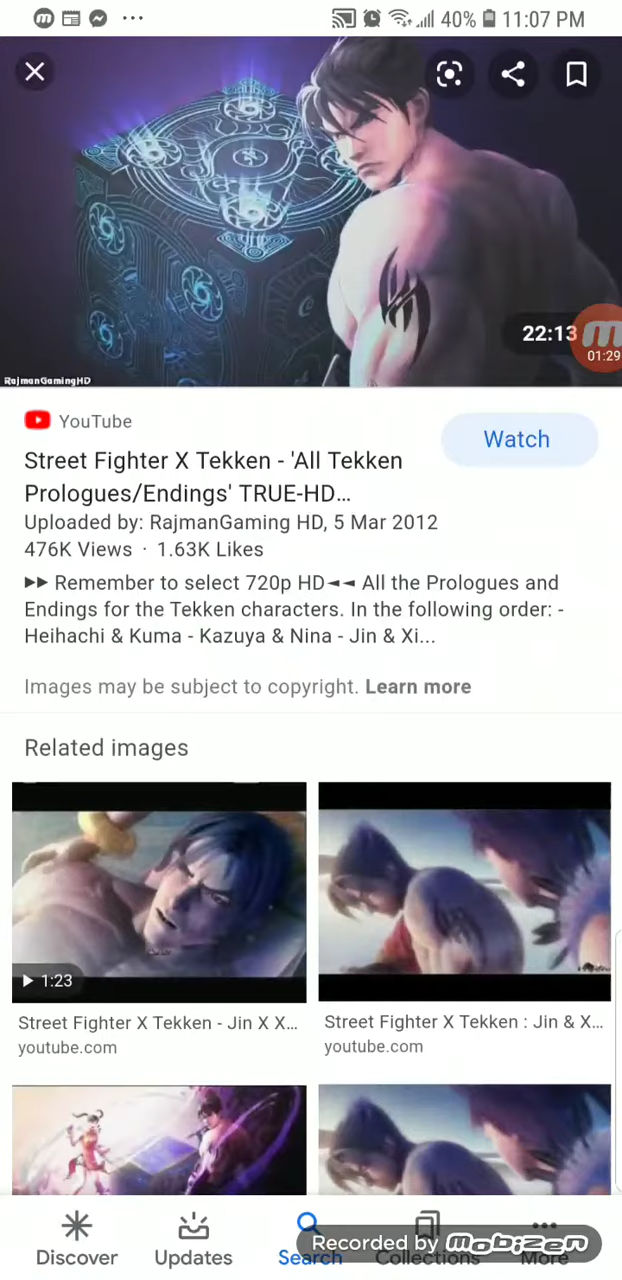 40% 11:07 PM
22:13
01:29
RajmanGamingHD
YouTube
Watch
Street Fighter X Tekken - 'All Tekken
Prologues/Endings' TRUE-HD...
Uploaded by: RajmanGaming HD, 5 Mar 2012
476K Views · 1.63K Likes
▶▶ Remember to select 720p HD◄◄ All the Prologues and
Endings for the Tekken characters. In the following order: -
Heihachi & Kuma - Kazuya & Nina - Jin & Xi...
Images may be subject to copyright. Learn more
Related images
1:23
Street Fighter X Tekken - Jin X X...
youtube.com
Street Fighter X Tekken : Jin & X...
youtube.com
Recorded by mobizen
Discover
Updates
Search
Collections
More